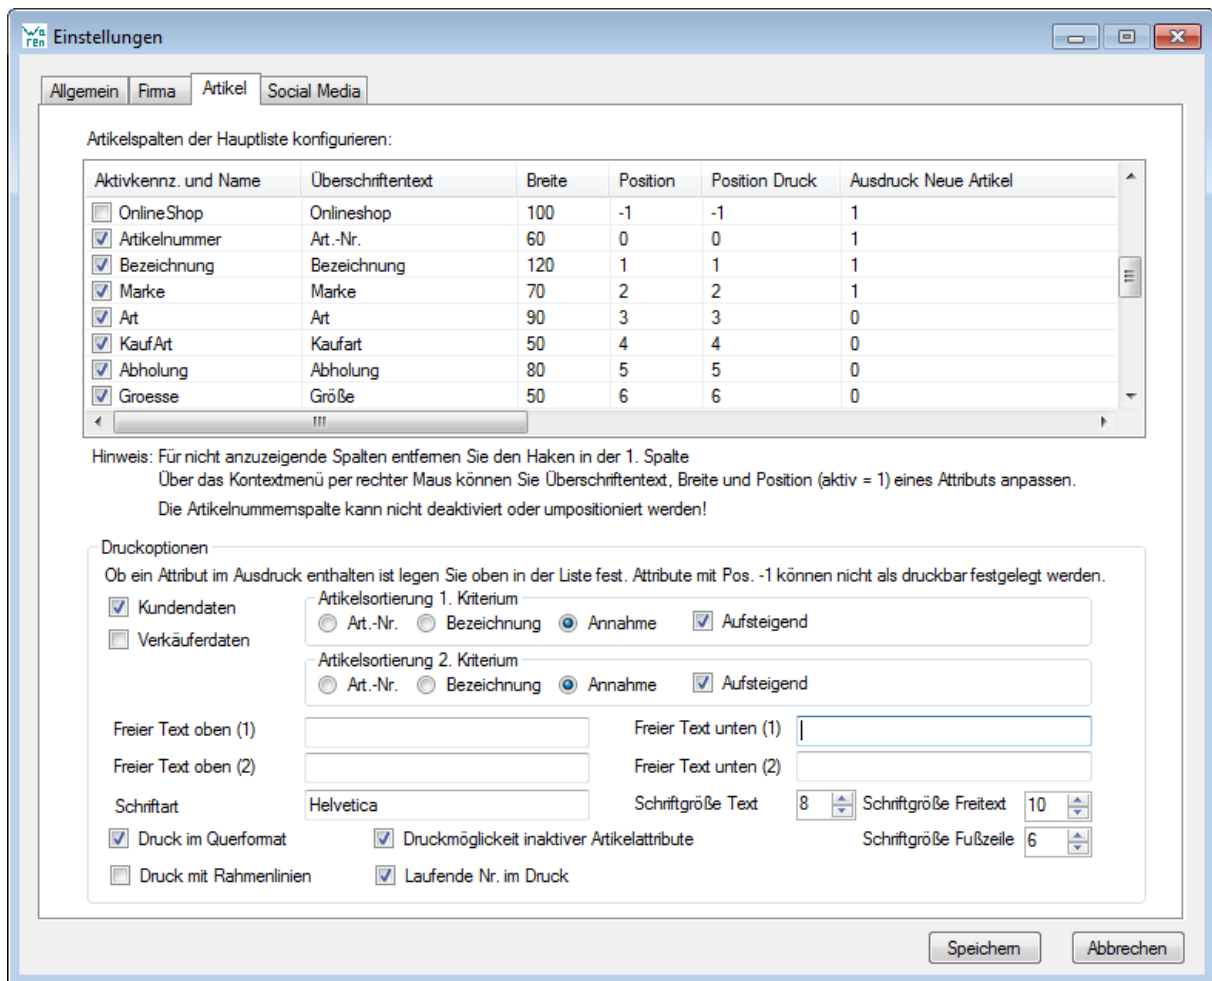 Wa
ren
Einstellungen
Allgemein Firma Artikel Social Media
Artikelspalten der Hauptliste konfigurieren:
Aktivkennz. und Name Überschriftentext Breite Position Position Druck Ausdruck Neue Artikel
OnlineShop Onlineshop 100 -1 -1 1
Artikelnummer Art.-Nr. 60 0 0 1
Bezeichnung Bezeichnung 120 1 1 1
Marke Marke 70 2 2 1
Art Art 90 3 3 0
KaufArt Kaufart 50 4 4 0
Abholung Abholung 80 5 5 0
Groesse Größe 50 6 6 0
Hinweis: Für nicht anzuzeigende Spalten entfernen Sie den Haken in der 1. Spalte
Über das Kontextmenü per rechter Maus können Sie Überschriftentext, Breite und Position (aktiv = 1) eines Attributs anpassen.
Die Artikelnummernspalte kann nicht deaktiviert oder umpositioniert werden!
Druckoptionen
Ob ein Attribut im Ausdruck enthalten ist legen Sie oben in der Liste fest. Attribute mit Pos. -1 können nicht als druckbar festgelegt werden.
Kundendaten
Verkäuferdaten
Artikelsortierung 1. Kriterium
Art.-Nr. Bezeichnung Annahme Aufsteigend
Artikelsortierung 2. Kriterium
Art.-Nr. Bezeichnung Annahme Aufsteigend
Freier Text oben (1) Freier Text unten (1)
Freier Text oben (2) Freier Text unten (2)
Schriftart Helvetica Schriftgröße Text 8 Schriftgröße Freitext 10
Druck im Querformat Druckmöglickeit inaktiver Artikelattribute Schriftgröße Fußzeile 6
Druck mit Rahmenlinien Laufende Nr. im Druck
Speichern Abbrechen